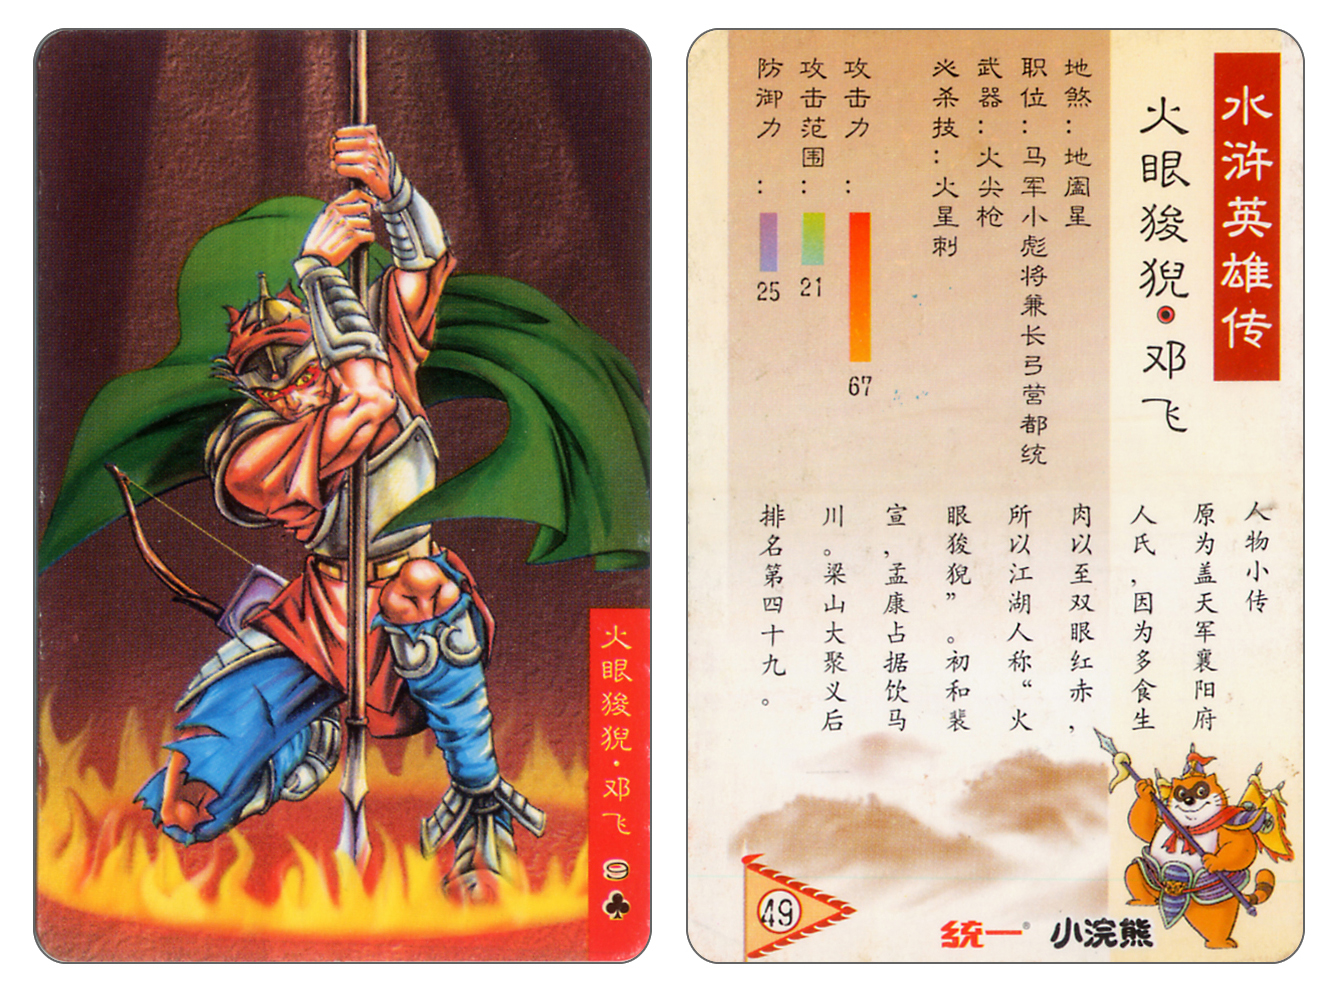 火眼狻猊·邓飞
9
水浒英雄传
火眼狻猊·邓飞
地煞：地阖星
职位：马军小彪将兼长弓营都统
武器：火尖枪
必杀技：火星刺
攻击力：67
攻击范围：21
防御力：25
人物小传
原为盖天军襄阳府
人氏，因为多食生
肉以至双眼红赤，
所以江湖人称“火
眼狻猊”。初和裴
宣，孟康占据饮马
川。梁山大聚义后
排名第四十九。
49
统一® 小浣熊